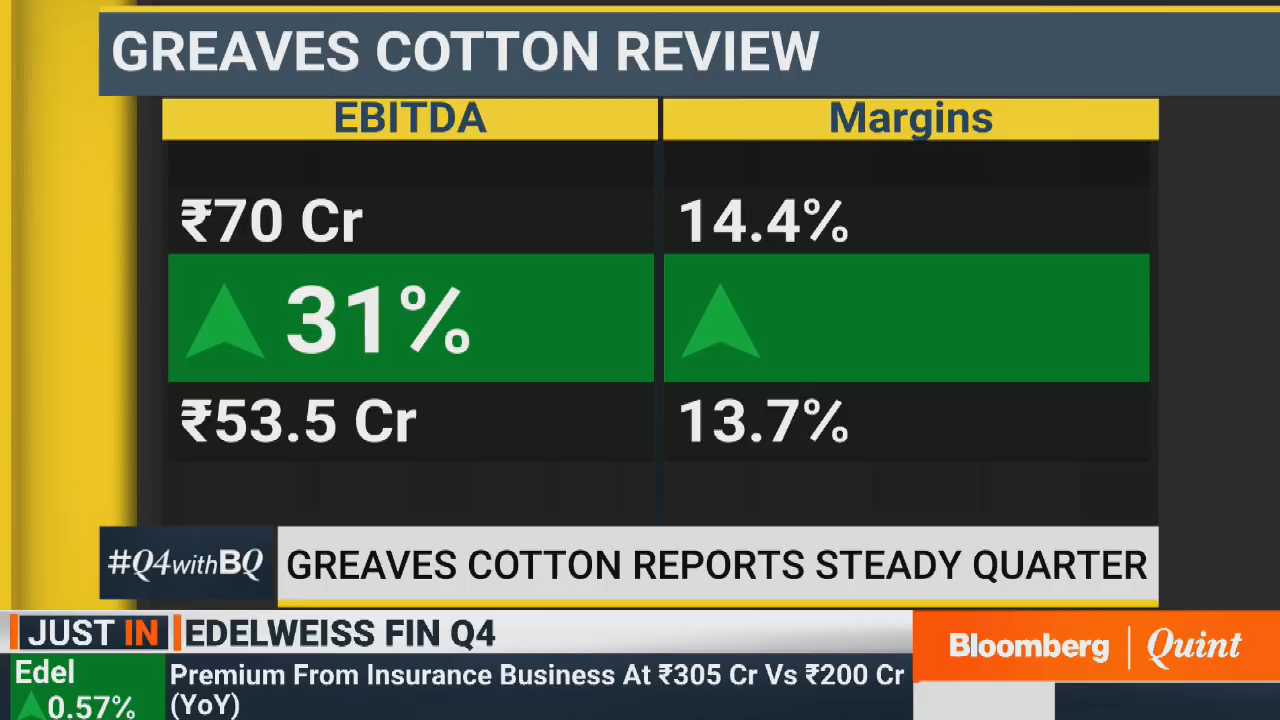 GREAVES COTTON REVIEW
EBITDA Margins
₹70 Cr 14.4%
31%
₹53.5 Cr 13.7%
#Q4withBQ GREAVES COTTON REPORTS STEADY QUARTER
JUST IN EDELWEISS FIN Q4
Bloomberg | Quint
Edel Premium From Insurance Business At ₹305 Cr Vs ₹200 Cr
0.57% (YoY)